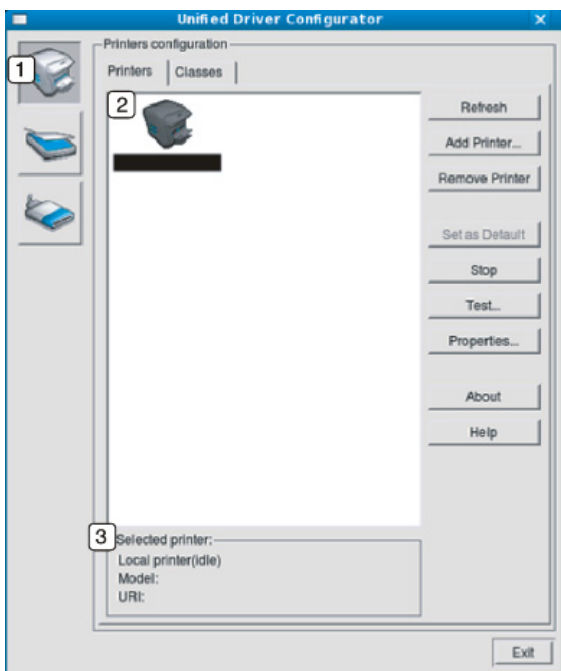 Unified Driver Configurator
Printers configuration
1
Printers
Classes
2
Refresh
Add Printer...
Remove Printer
Set as Default
Stop
Test...
Properties...
About
Help
3
Selected printer:
Local printer(idle)
Model:
URI:
Exit